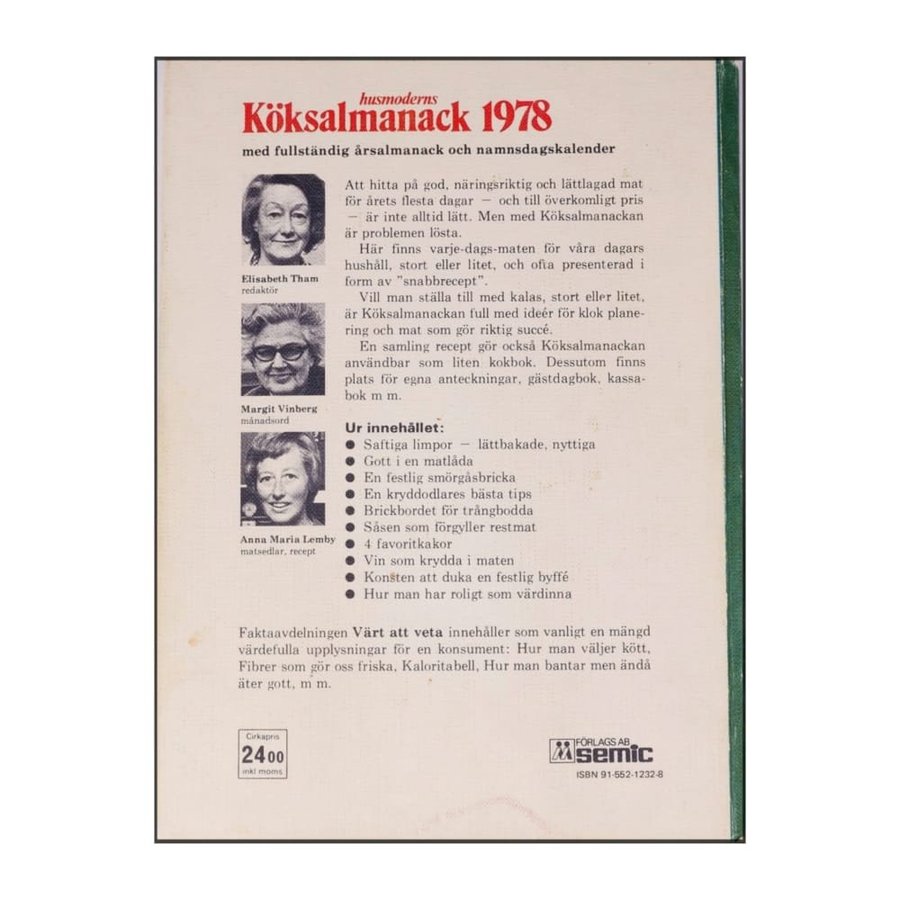 husmoderns
Köksalmanack 1978
med fullständig årsalmanack och namnsdagskalender
Elisabeth Tham
redaktör
Margit Vinberg
månadsord
Anna Maria Lemby
matsedlar, recept
Att hitta på god, näringsriktig och lättlagad mat
för årets flesta dagar — och till överkomligt pris
— är inte alltid lätt. Men med Köksalmanackan
är problemen lösta.
Här finns varje-dags-maten för våra dagars
hushåll, stort eller litet, och ofta presenterad i
form av "snabbrecept".
Vill man ställa till med kalas, stort eller litet,
är Köksalmanackan full med ideér för klok plane-
ring och mat som gör riktig succé.
En samling recept gör också Köksalmanackan
användbar som liten kokbok. Dessutom finns
plats för egna anteckningar, gästdagbok, kassa-
bok m m.
Ur innehållet:
● Saftiga limpor — lättbakade, nyttiga
● Gott i en matlåda
● En festlig smörgåsbricka
● En kryddodlares bästa tips
● Brickbordet för trångbodda
● Såsen som förgyller restmat
● 4 favoritkakor
● Vin som krydda i maten
● Konsten att duka en festlig byffé
● Hur man har roligt som värdinna
Faktaavdelningen Värt att veta innehåller som vanligt en mängd
värdefulla upplysningar för en konsument: Hur man väljer kött,
Fibrer som gör oss friska, Kaloritabell, Hur man bantar men ändå
äter gott, m m.
Cirkapris
24 00
inkl moms
FÖRLAGS AB
semic
ISBN 91-552-1232-8